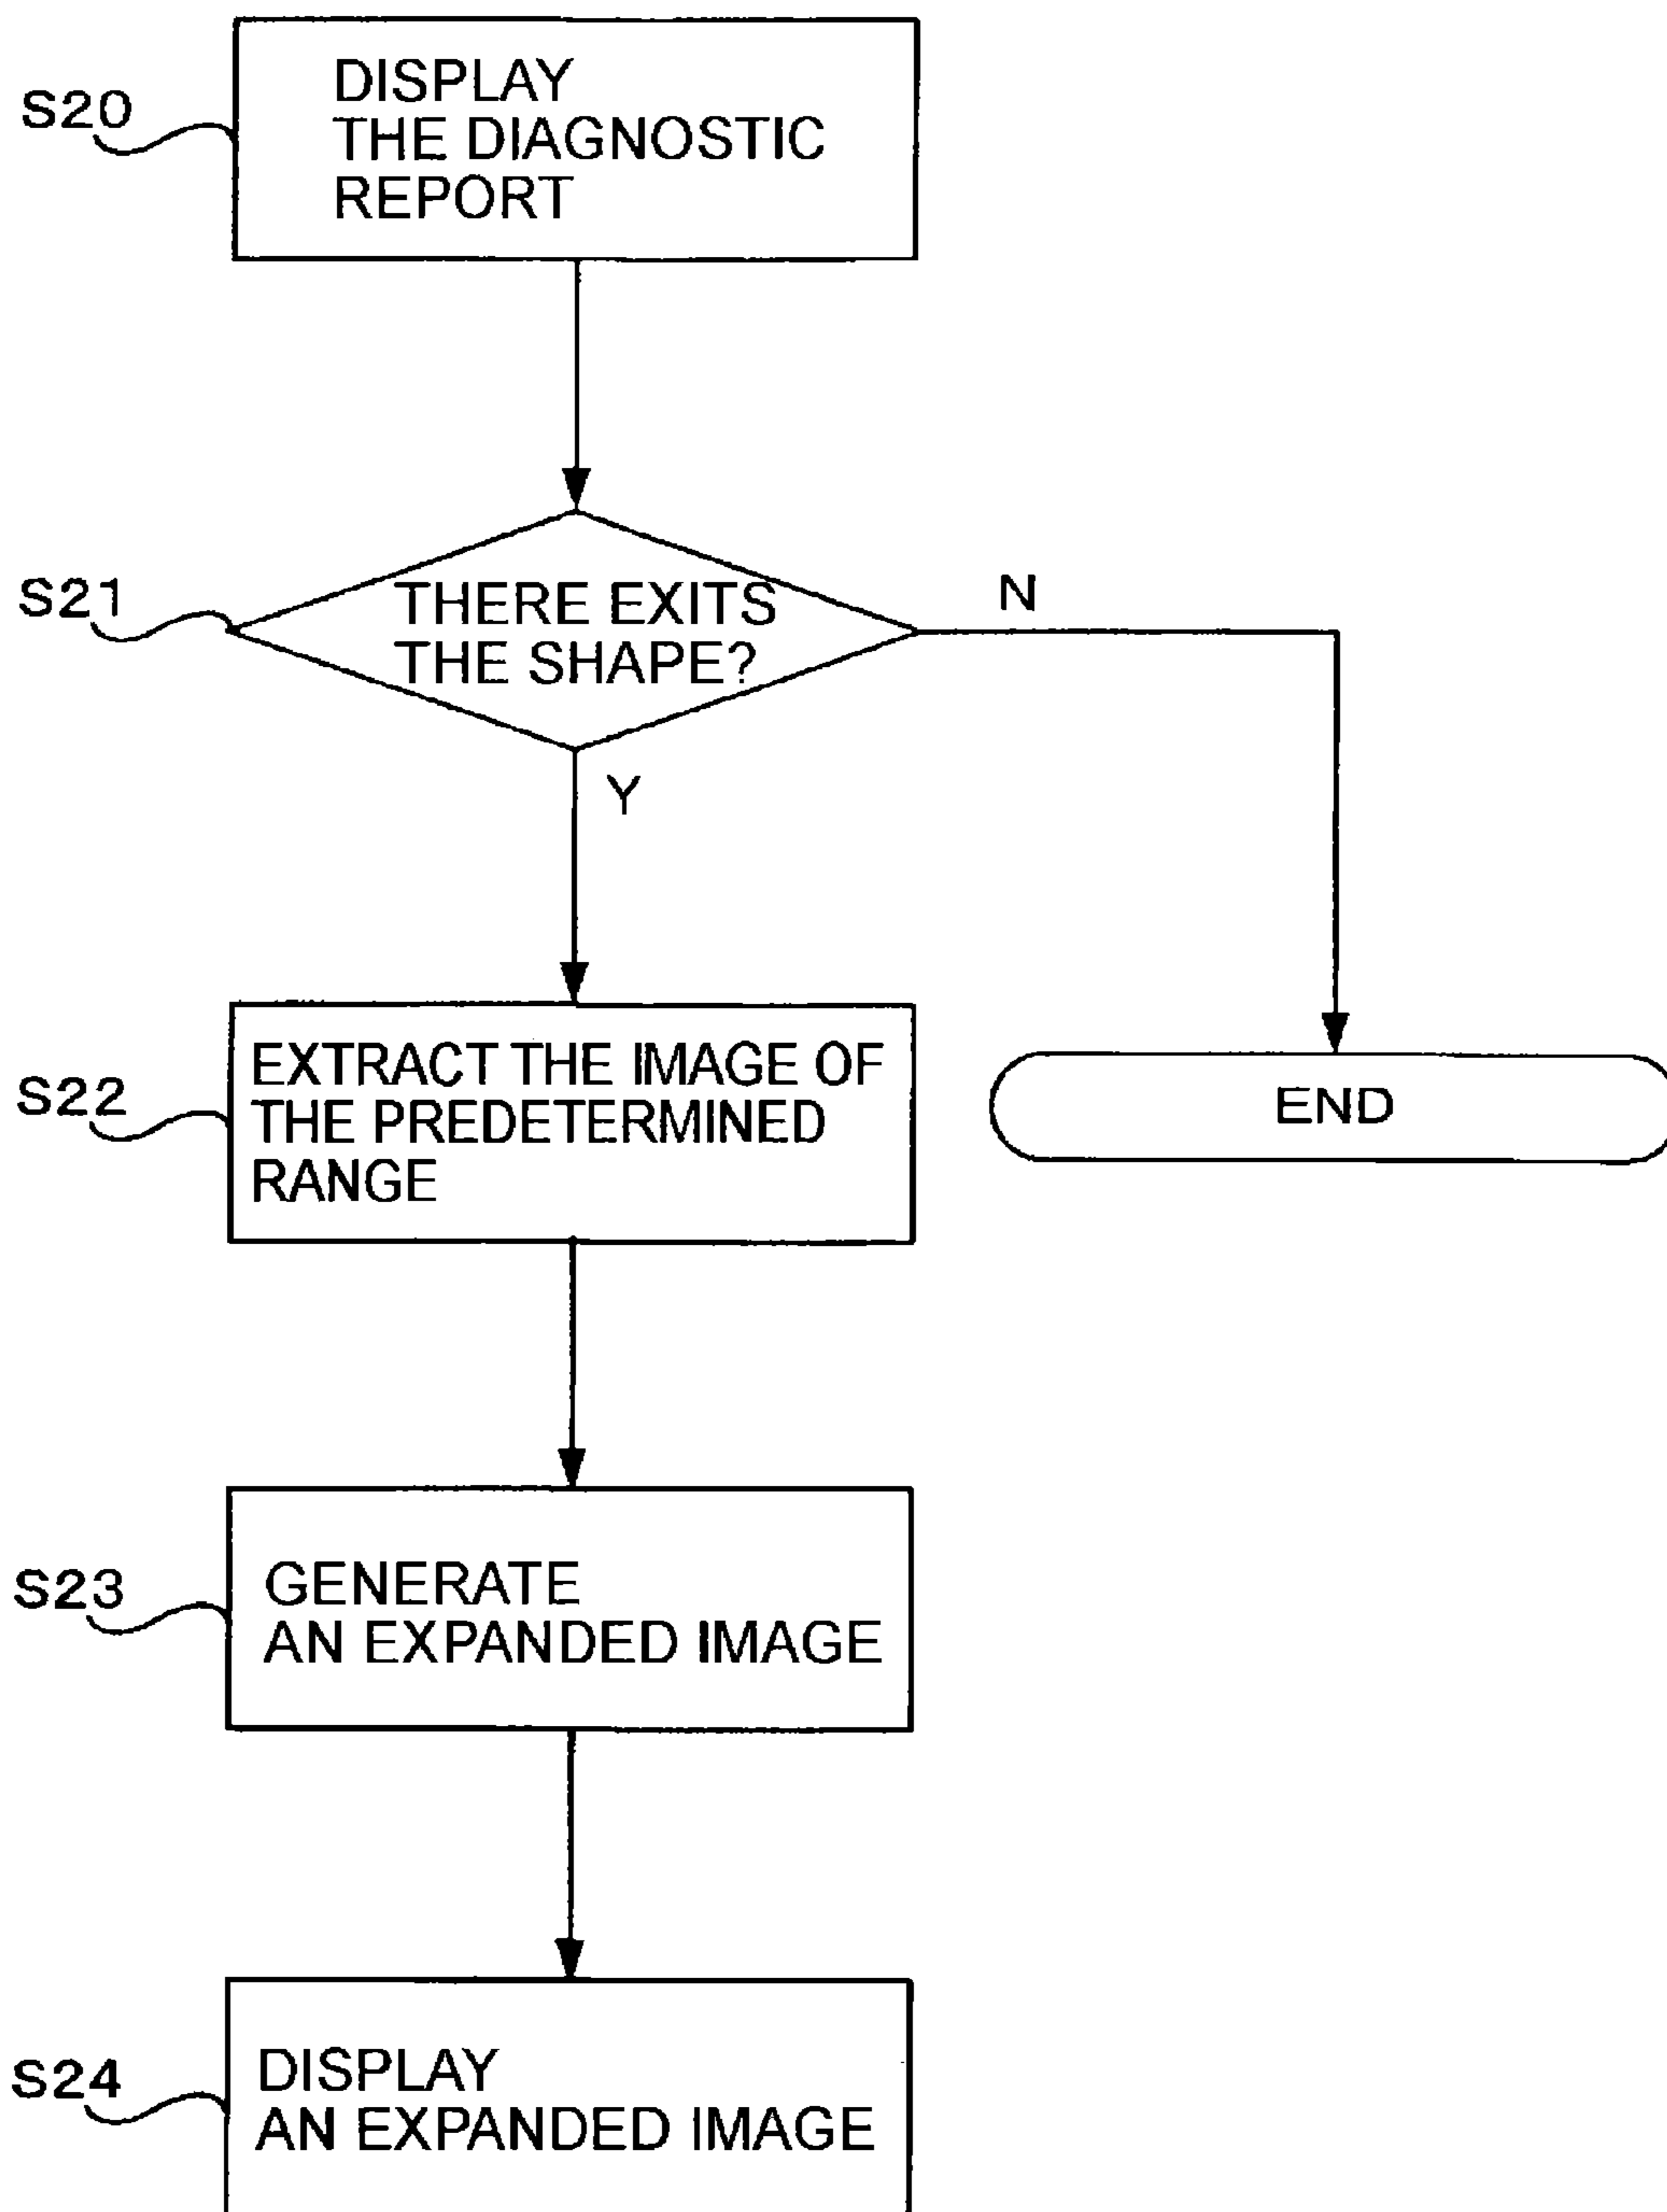 S20
DISPLAY
THE DIAGNOSTIC
REPORT
S21
THERE EXITS
THE SHAPE?
N
Y
S22
EXTRACT THE IMAGE OF
THE PREDETERMINED
RANGE
END
S23
GENERATE
AN EXPANDED IMAGE
S24
DISPLAY
AN EXPANDED IMAGE